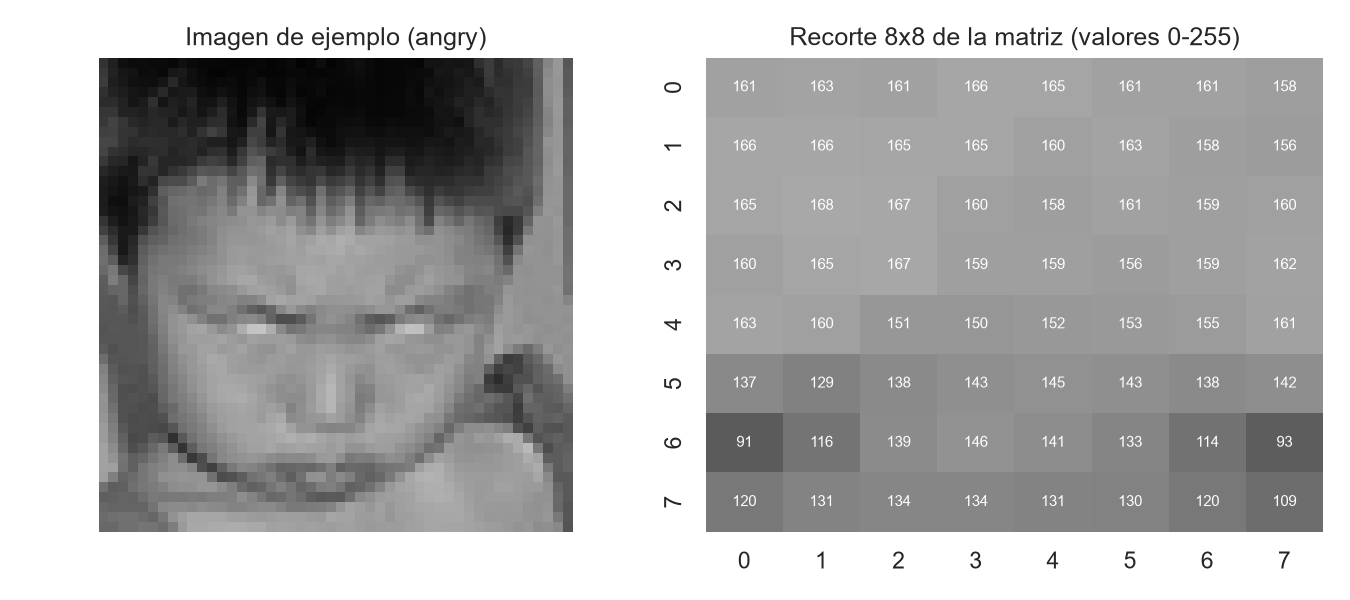 Imagen de ejemplo (angry)
Recorte 8x8 de la matriz (valores 0-255)
0 161 163 161 166 165 161 161 158
1 166 166 165 165 160 163 158 156
2 165 168 167 160 158 161 159 160
3 160 165 167 159 159 156 159 162
4 163 160 151 150 152 153 155 161
5 137 129 138 143 145 143 138 142
6 91 116 139 146 141 133 114 93
7 120 131 134 134 131 130 120 109
0 1 2 3 4 5 6 7